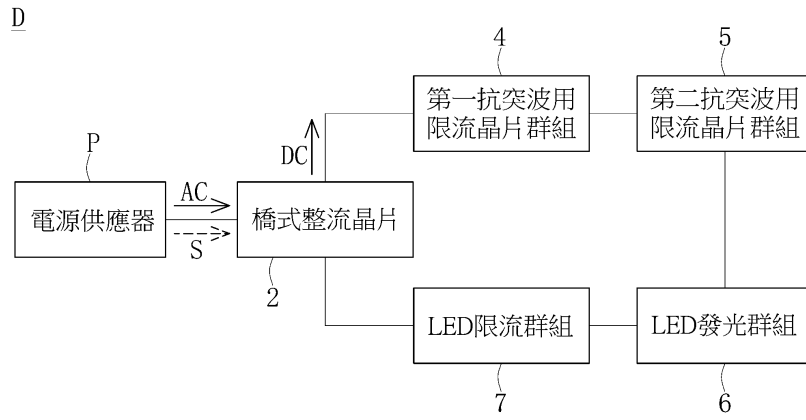 D
4
5
第一抗突波用
限流晶片群組
第二抗突波用
限流晶片群組
P
DC
AC
電源供應器
橋式整流晶片
S
2
LED限流群組
LED發光群組
7
6